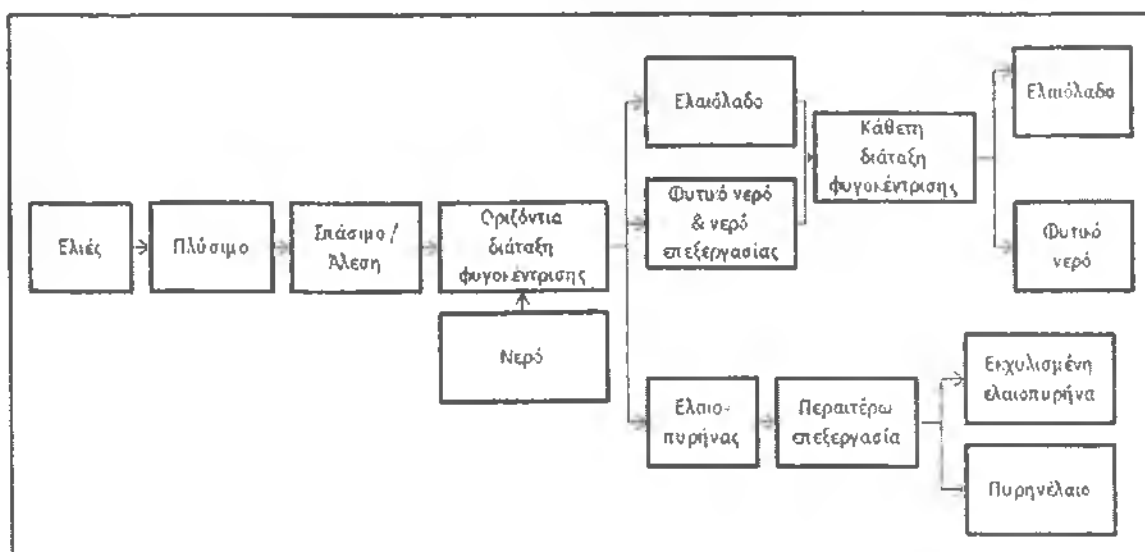 Ελιές
Πλύσιμο
Σπάσιμο /
Άλεση
Οριζόντια
διάταξη
φυγοκέντρισης
Νερό
Ελαιόλαδο
Φυτικό νερό
& νερό
επεξεργασίας
Κάθετη
διάταξη
φυγοκέντρισης
Ελαιόλαδο
Φυτικό
νερό
Ελαιο-
πυρήνας
Περαιτέρω
επεξεργασία
Εκχυλισμένη
ελαιοπυρήνα
Πυρηνέλαιο